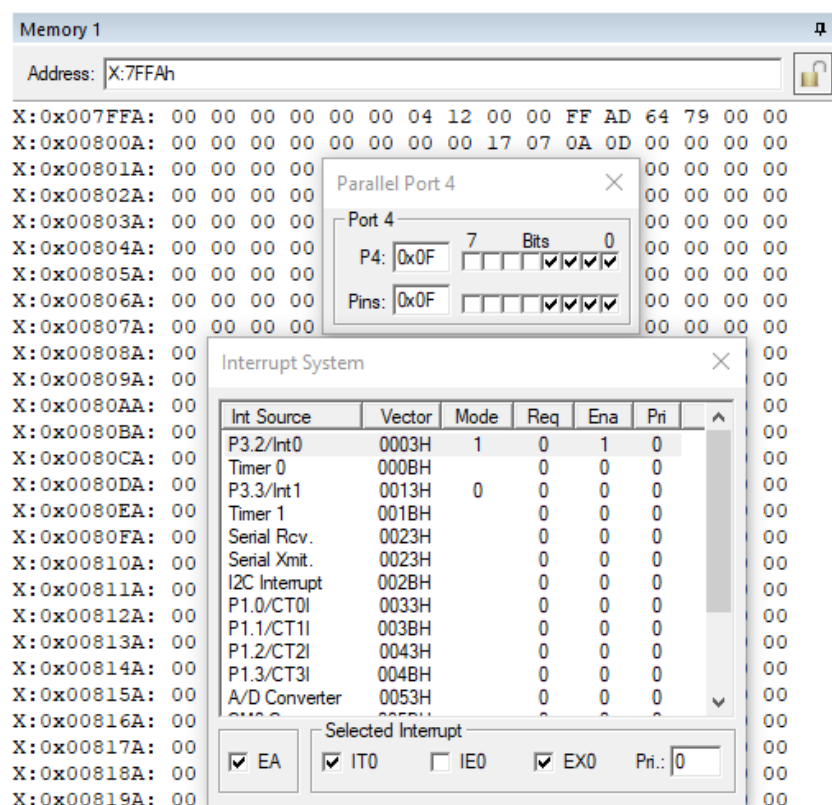 Memory 1
Address: X:7FFAh
X:0x007FFA: 00 00 00 00 00 00 04 12 00 00 FF AD 64 79 00 00
X:0x00800A: 00 00 00 00 00 00 00 00 17 07 0A 0D 00 00 00 00
X:0x00801A: 00 00 00 00 00 00 00 00
X:0x00802A: 00 00 00 00 00 00 00 00
X:0x00803A: 00 00 00 00 00 00 00 00
X:0x00804A: 00 00 00 00 00 00 00 00
X:0x00805A: 00 00 00 00 00 00 00 00
X:0x00806A: 00 00 00 00 00 00 00 00
X:0x00807A: 00 00 00 00 00 00 00 00
X:0x00808A: 00 00
X:0x00809A: 00 00
X:0x0080AA: 00 00
X:0x0080BA: 00 00
X:0x0080CA: 00 00
X:0x0080DA: 00 00
X:0x0080EA: 00 00
X:0x0080FA: 00 00
X:0x00810A: 00 00
X:0x00811A: 00 00
X:0x00812A: 00 00
X:0x00813A: 00 00
X:0x00814A: 00 00
X:0x00815A: 00 00
X:0x00816A: 00 00
X:0x00817A: 00 00
X:0x00818A: 00 00
X:0x00819A: 00 00
Parallel Port 4
Port 4
7 Bits 0
P4: 0x0F
Pins: 0x0F
Interrupt System
Int Source Vector Mode Req Ena Pri
P3.2/Int0 0003H 1 0 1 0
Timer 0 000BH 0 0 0
P3.3/Int1 0013H 0 0 0 0
Timer 1 001BH 0 0 0
Serial Rcv. 0023H 0 0 0
Serial Xmit. 0023H 0 0 0
I2C Interrupt 002BH 0 0 0
P1.0/CT0I 0033H 0 0 0
P1.1/CT1I 003BH 0 0 0
P1.2/CT2I 0043H 0 0 0
P1.3/CT3I 004BH 0 0 0
A/D Converter 0053H 0 0 0
Selected Interrupt
EA IT0 IE0 EX0 Pri.: 0